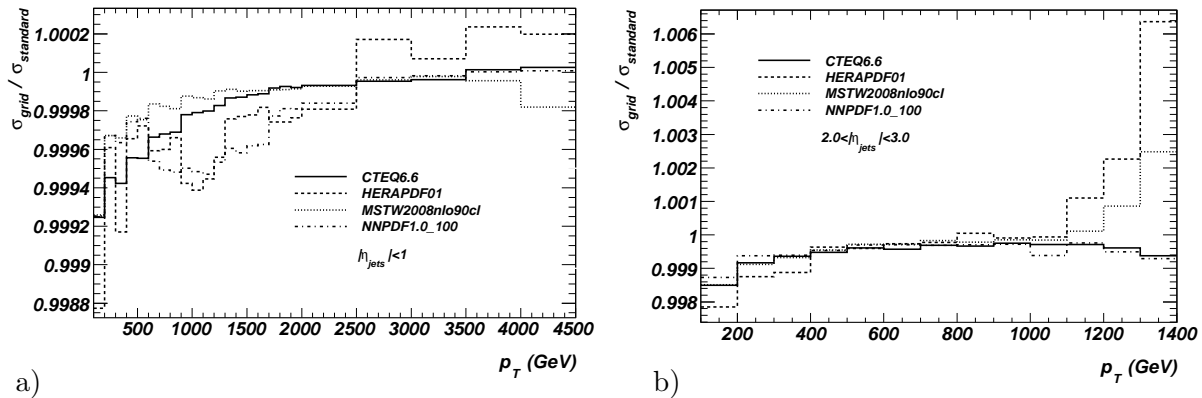 σ_grid / σ_standard
1.0002
1
0.9998
0.9996
0.9994
0.9992
0.999
0.9988
CTEQ6.6
HERAPDF01
MSTW2008nlo90cl
NNPDF1.0_100
|η_jets|<1
500 1000 1500 2000 2500 3000 3500 4000 4500
p_T (GeV)
a)
σ_grid / σ_standard
1.006
1.005
1.004
1.003
1.002
1.001
1
0.999
0.998
CTEQ6.6
HERAPDF01
MSTW2008nlo90cl
NNPDF1.0_100
2.0<|η_jets|<3.0
200 400 600 800 1000 1200 1400
p_T (GeV)
b)